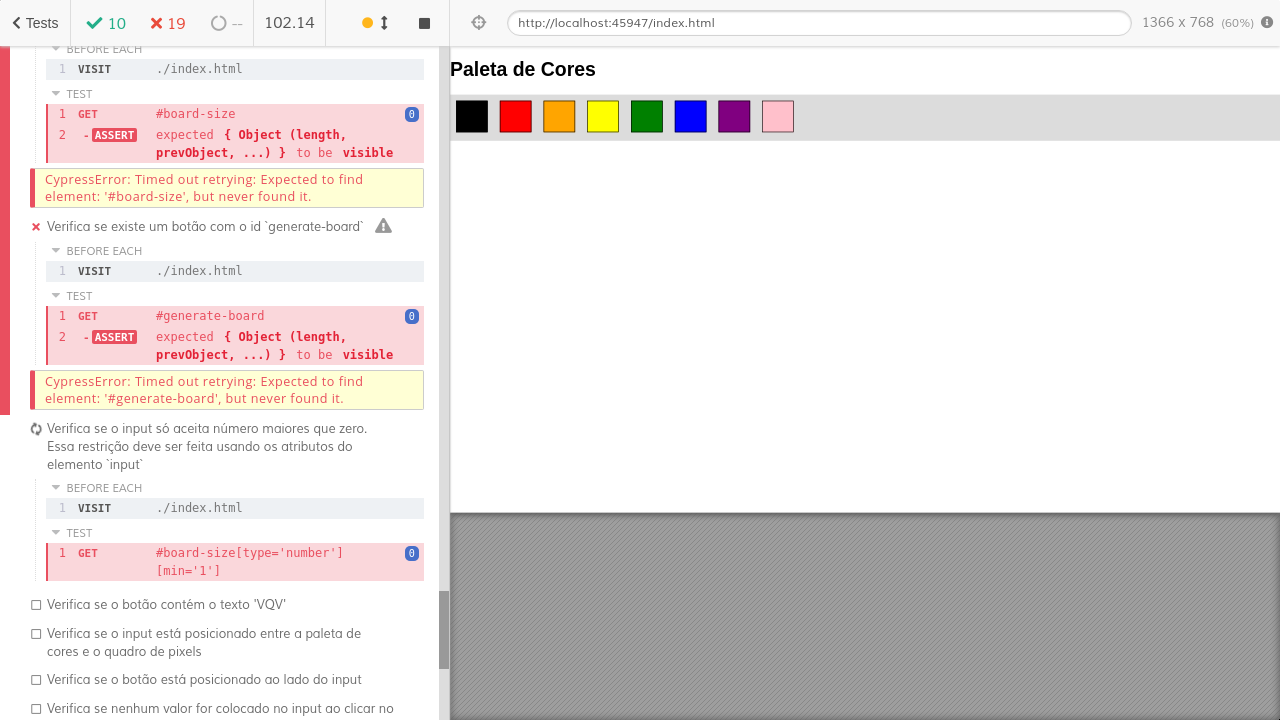 Tests
10
19
--
102.14
http://localhost:45947/index.html
1366 x 768 (60%)
BEFORE EACH
1 VISIT ./index.html
TEST
1 GET #board-size 0
2 -ASSERT expected { Object (length,
prevObject, ...) } to be visible
CypressError: Timed out retrying: Expected to find
element: '#board-size', but never found it.
Verifica se existe um botão com o id `generate-board`
BEFORE EACH
1 VISIT ./index.html
TEST
1 GET #generate-board 0
2 -ASSERT expected { Object (length,
prevObject, ...) } to be visible
CypressError: Timed out retrying: Expected to find
element: '#generate-board', but never found it.
Verifica se o input só aceita número maiores que zero.
Essa restrição deve ser feita usando os atributos do
elemento `input`
BEFORE EACH
1 VISIT ./index.html
TEST
1 GET #board-size[type='number'] 0
[min='1']
Verifica se o botão contém o texto 'VQV'
Verifica se o input está posicionado entre a paleta de
cores e o quadro de pixels
Verifica se o botão está posicionado ao lado do input
Verifica se nenhum valor for colocado no input ao clicar no
Paleta de Cores